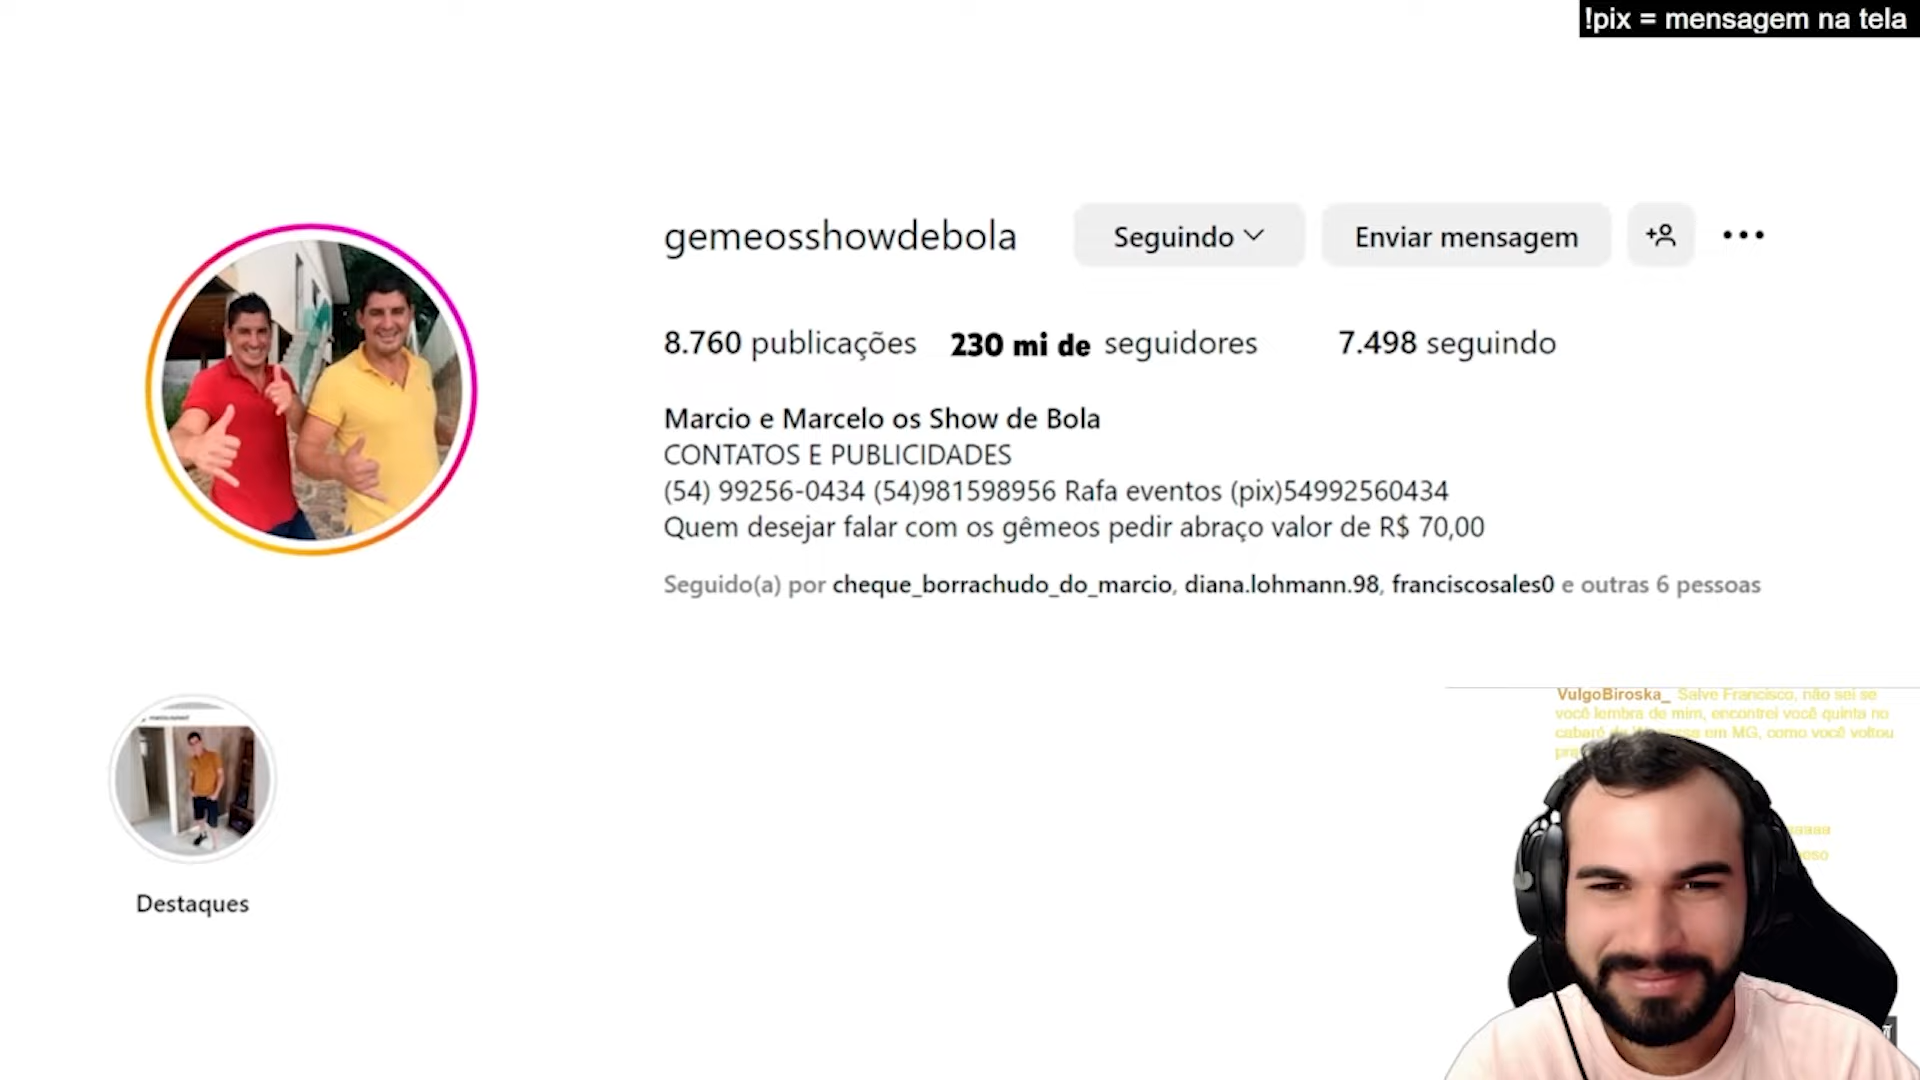 !pix = mensagem na tela
gemeosshowdebola
Seguindo
Enviar mensagem
8.760 publicações 230 mi de seguidores 7.498 seguindo
Marcio e Marcelo os Show de Bola
CONTATOS E PUBLICIDADES
(54) 99256-0434 (54)981598956 Rafa eventos (pix)54992560434
Quem desejar falar com os gêmeos pedir abraço valor de R$ 70,00
Seguido(a) por cheque_borrachudo_do_marcio, diana.lohmann.98, franciscosales0 e outras 6 pessoas
Destaques
VulgoBiroska_ Salve Francisco, não sei se
você lembra de mim, encontrei você quinta no
cabaré em MG, como você voltou